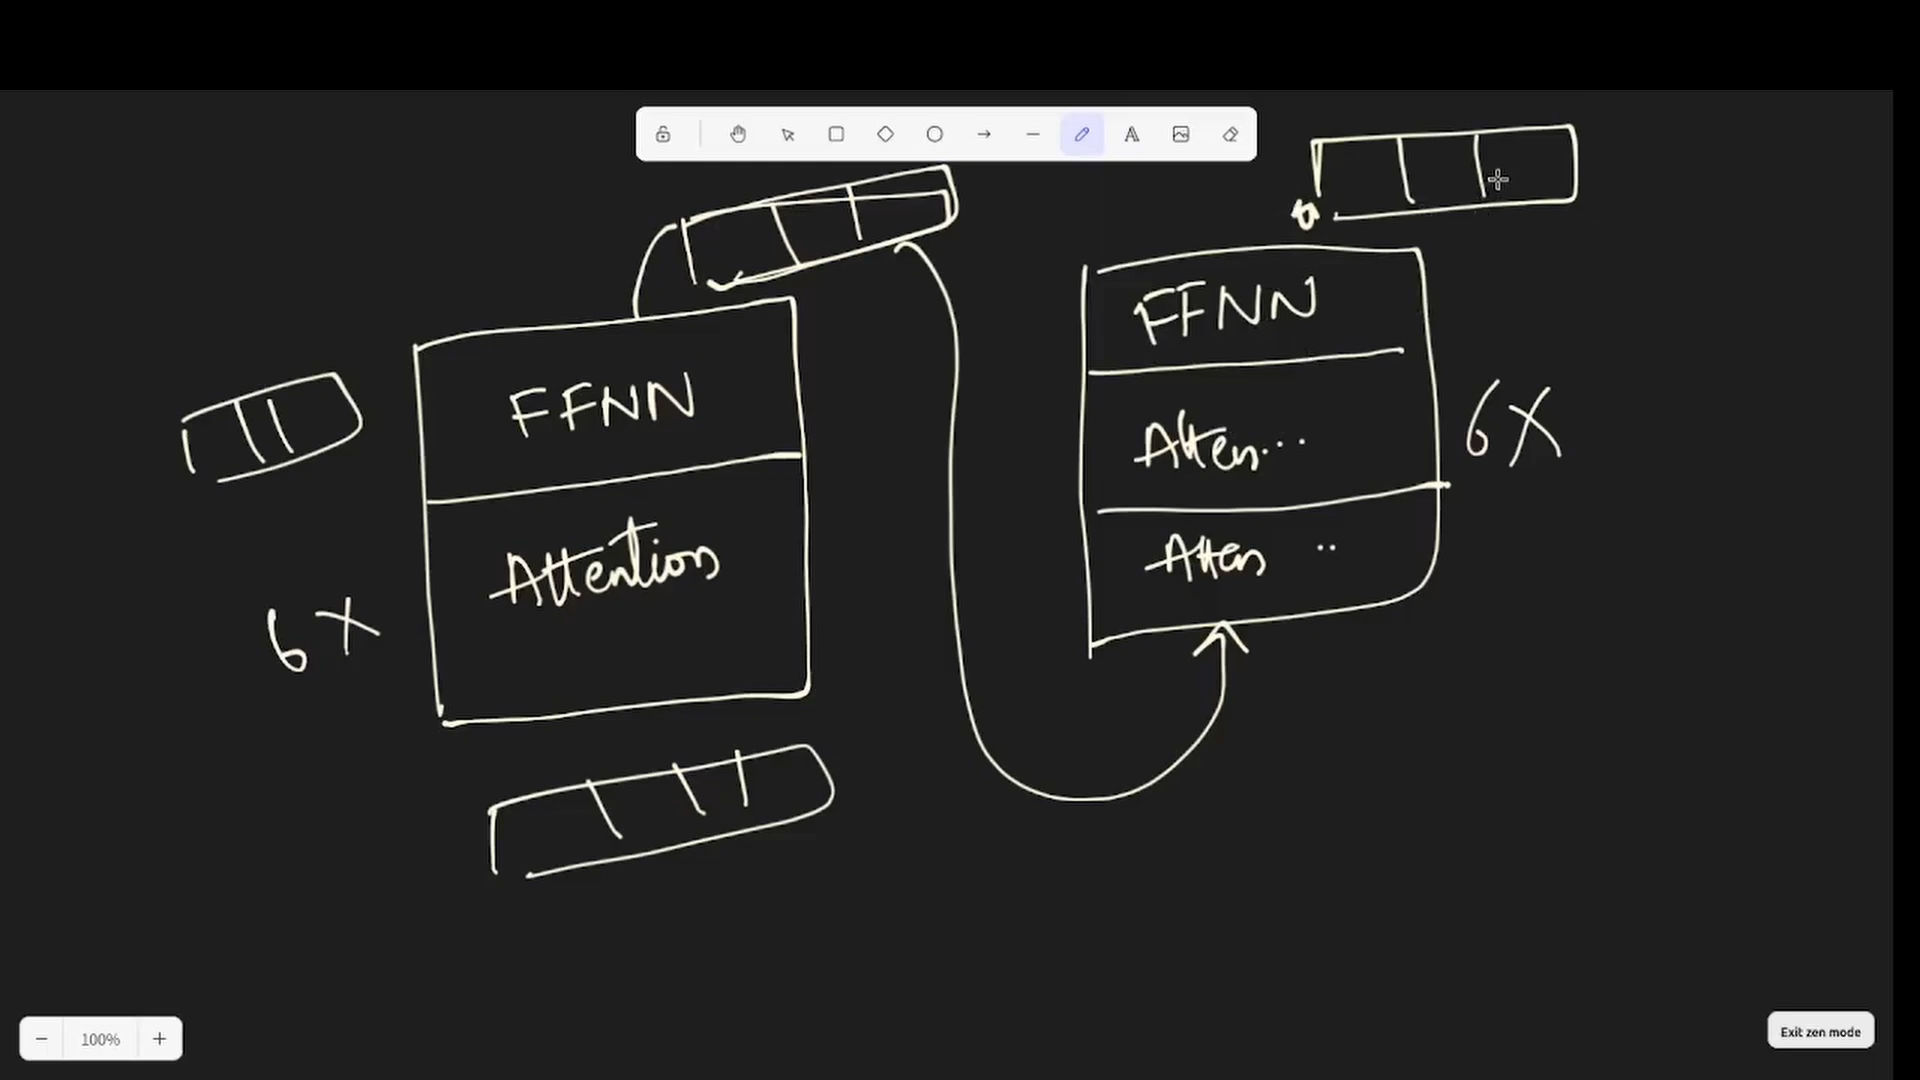 FFNN
Attention
6X
FFNN
Atten...
Atten ..
6X
100%
Exit zen mode